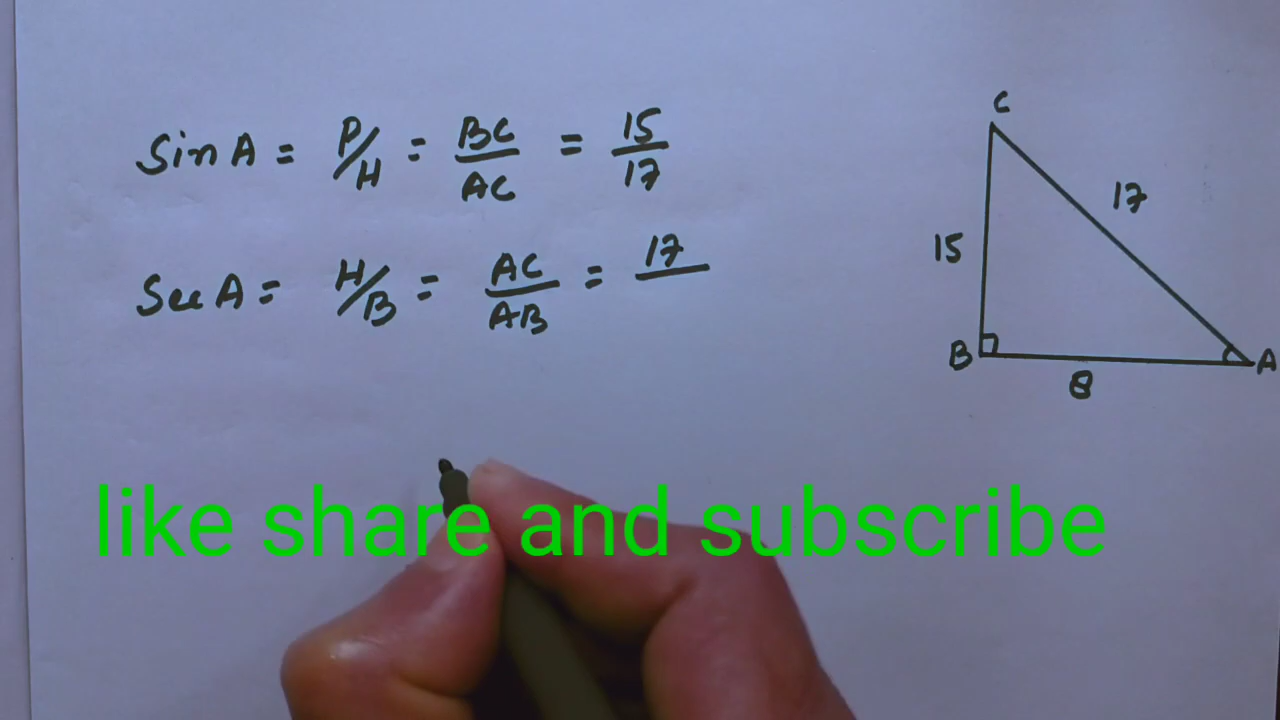 Sin A = P/H = BC/AC = 15/17
Sec A = H/B = AC/AB = 17/
C
17
15
B
A
8
like share and subscribe